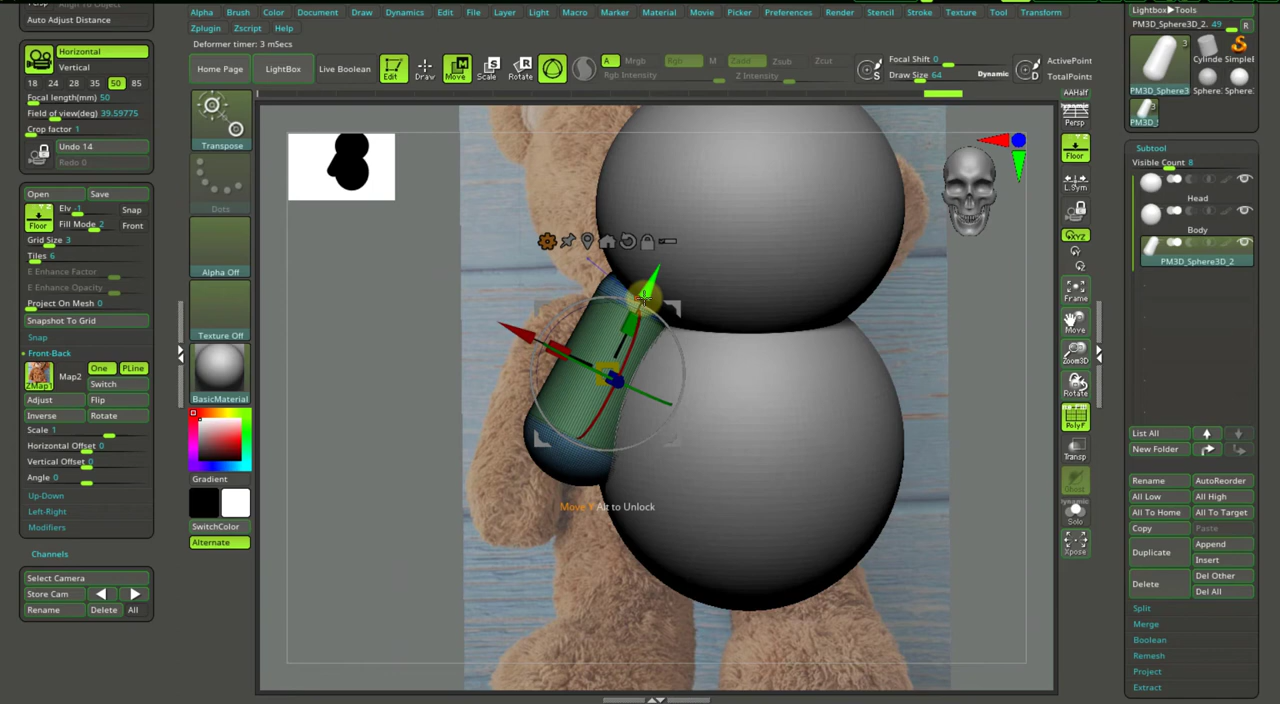 Auto Adjust Distance
Horizontal
Vertical
18 24 28 35 50 85
Focal length(mm) 50
Field of view(deg) 39.59775
Crop factor 1
Undo 14
Redo 0
Open Save
Floor
Elv -1 Snap
Fill Mode 2 Front
Grid Size 3
Tiles 6
E Enhance Factor
E Enhance Opacity
Project On Mesh 0
Snapshot To Grid
Snap
Front-Back
ZMap1 Map2 One PLine
Switch
Adjust Flip
Inverse Rotate
Scale 1
Horizontal Offset 0
Vertical Offset 0
Angle 0
Up-Down
Left-Right
Modifiers
Channels
Select Camera
Store Cam
Rename Delete All
Alpha Brush Color Document Draw Dynamics Edit File Layer Light Macro Marker Material Movie Picker Preferences Render Stencil Stroke Texture Tool Transform
Zplugin Zscript Help
Deformer timer: 3 mSecs
Home Page LightBox Live Boolean Edit Draw Move Scale Rotate
A Mrgb Rgb M Zadd Zsub Zcut
Rgb Intensity Z Intensity
Focal Shift 0
Draw Size 64 Dynamic
S D
ActivePoint
TotalPoints
Transpose
Dots
Alpha Off
Texture Off
BasicMaterial
Gradient
SwitchColor
Alternate
Move Y Alt to Unlock
AAHalf
dynamic
Persp
Floor
L.Sym
XYZ
Frame
Move
Zoom3D
Rotate
PolyF
Transp
Ghost
dynamic
Solo
Xpose
Lightbox▶Tools
PM3D_Sphere3D_2. 49 R
3
PM3D_Sphere3
Cylinde SimpleE
Sphere: Sphere:
3
PM3D_S
Subtool
Visible Count 8
Head
Body
PM3D_Sphere3D_2
List All
New Folder
Rename AutoReorder
All Low All High
All To Home All To Target
Copy Paste
Duplicate Append
Insert
Delete Del Other
Del All
Split
Merge
Boolean
Remesh
Project
Extract